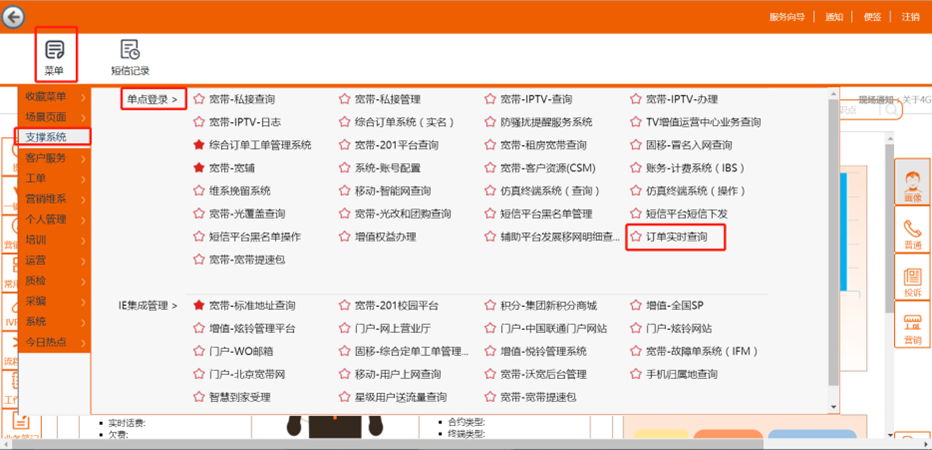 服务向导 通知 便签 注销
菜单 短信记录
收藏菜单
场景页面
支撑系统
客户服务
工单
营销维系
个人管理
培训
运营
质检
采编
系统
今日热点
单点登录 > 宽带-私接查询 宽带-私接管理 宽带-IPTV-查询 宽带-IPTV-办理
宽带-IPTV-日志 综合订单系统（实名） 防骚扰提醒服务系统 TV增值运营中心业务查询
综合订单工单管理系统 宽带-201平台查询 宽带-租房宽带查询 固移-冒名入网查询
宽带-宽辅 系统-账号配置 宽带-客户资源(CSM) 账务-计费系统（IBS）
维系挽留系统 移动-智能网查询 仿真终端系统（查询） 仿真终端系统（操作）
宽带-光覆盖查询 宽带-光改和团购查询 短信平台黑名单管理 短信平台短信下发
短信平台黑名单操作 增值权益办理 辅助平台发展移网明细查... 订单实时查询
宽带-宽带提速包
IE集成管理 > 宽带-标准地址查询 宽带-201校园平台 积分-集团新积分商城 增值-全国SP
增值-炫铃管理平台 门户-网上营业厅 门户-中国联通门户网站 门户-炫铃网站
门户-WO邮箱 固移-综合定单工单管理... 增值-悦铃管理系统 宽带-故障单系统（IFM）
门户-北京宽带网 移动-用户上网查询 宽带-沃宽后台管理 手机归属地查询
智慧到家受理 星级用户送流量查询 宽带-宽带提速包
现场通知：关于4G
画像
普通
投诉
营销
实时话费: 合约类型:
欠费: 终端类型: